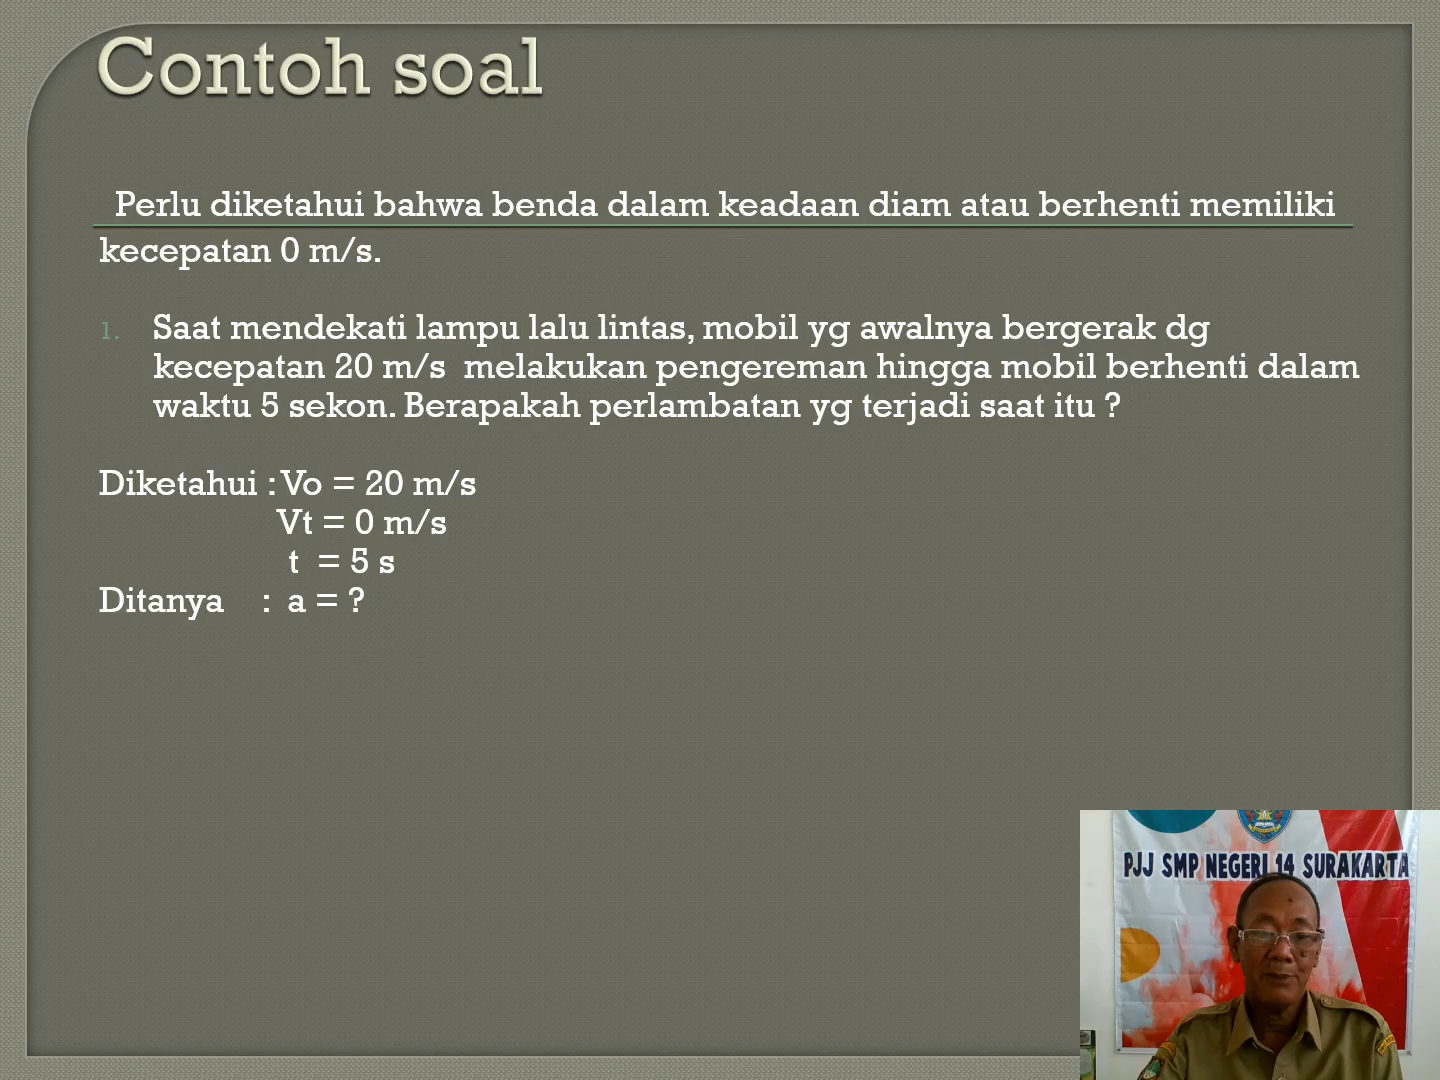 Contoh soal
Perlu diketahui bahwa benda dalam keadaan diam atau berhenti memiliki
kecepatan 0 m/s.
1. Saat mendekati lampu lalu lintas, mobil yg awalnya bergerak dg
kecepatan 20 m/s melakukan pengereman hingga mobil berhenti dalam
waktu 5 sekon. Berapakah perlambatan yg terjadi saat itu ?
Diketahui : Vo = 20 m/s
Vt = 0 m/s
t = 5 s
Ditanya : a = ?
PJJ SMP NEGERI 14 SURAKARTA